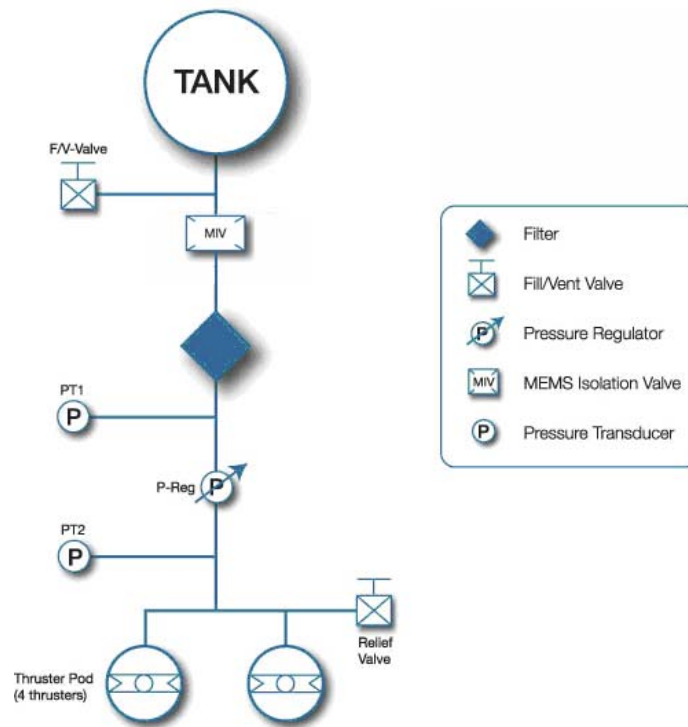 TANK
F/V-Valve
MIV
PT1
P
P-Reg
P
PT2
P
Relief
Valve
Thruster Pod
(4 thrusters)
Filter
Fill/Vent Valve
P
Pressure Regulator
MIV
MEMS Isolation Valve
P
Pressure Transducer